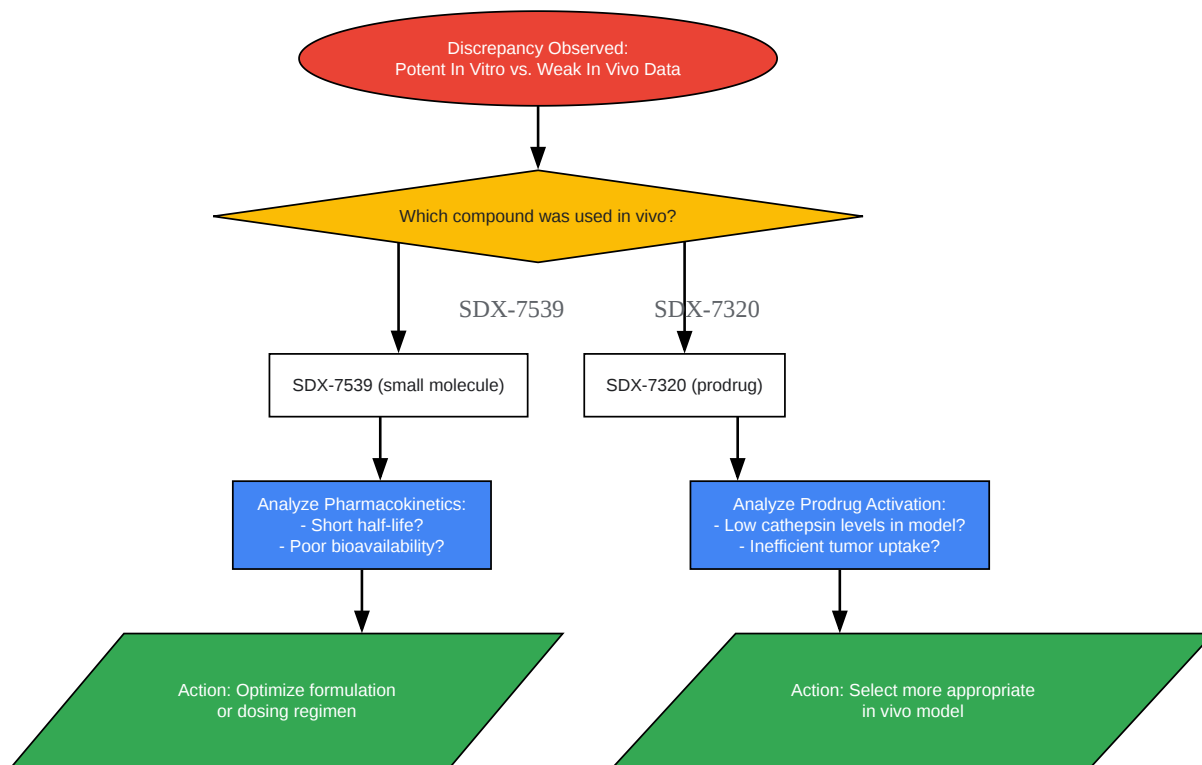 Discrepancy Observed:
Potent In Vitro vs. Weak In Vivo Data
Which compound was used in vivo?
SDX-7539
SDX-7320
SDX-7539 (small molecule)
SDX-7320 (prodrug)
Analyze Pharmacokinetics:
- Short half-life?
- Poor bioavailability?
Analyze Prodrug Activation:
- Low cathepsin levels in model?
- Inefficient tumor uptake?
Action: Optimize formulation
or dosing regimen
Action: Select more appropriate
in vivo model